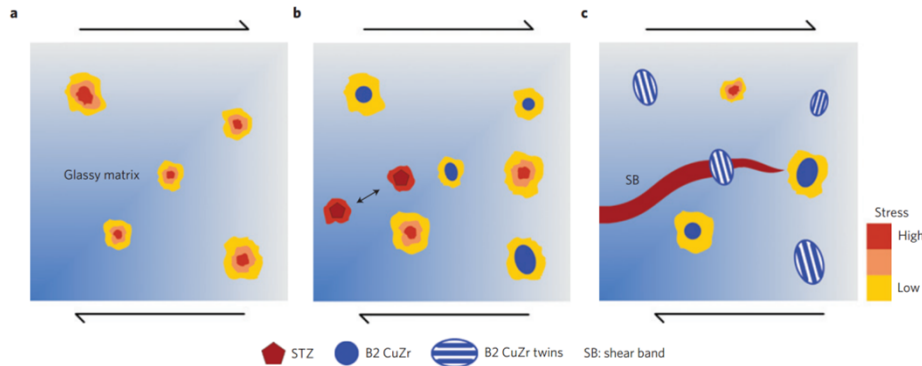 a
b
c
Glassy matrix
SB
Stress
High
Low
STZ
B2 CuZr
B2 CuZr twins
SB: shear band